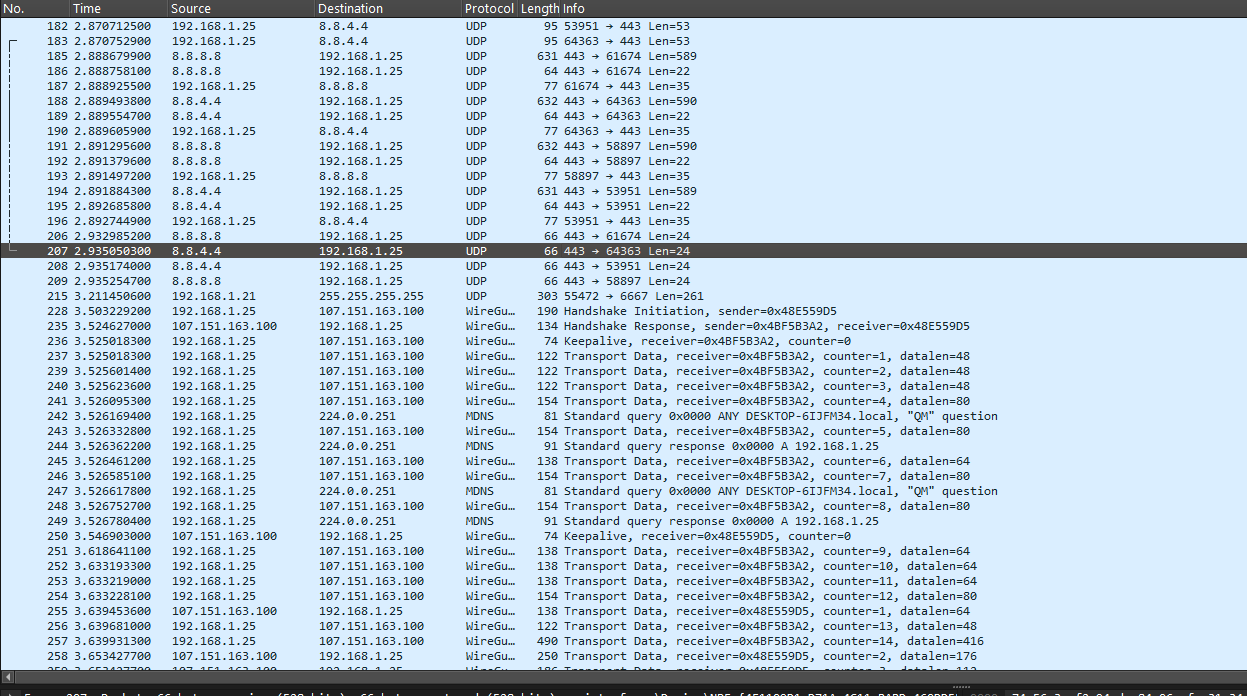 No. Time Source Destination Protocol Length Info
182 2.870712500 192.168.1.25 8.8.4.4 UDP 95 53951 → 443 Len=53
183 2.870752900 192.168.1.25 8.8.4.4 UDP 95 64363 → 443 Len=53
185 2.888679900 8.8.8.8 192.168.1.25 UDP 631 443 → 61674 Len=589
186 2.888758100 8.8.8.8 192.168.1.25 UDP 64 443 → 61674 Len=22
187 2.888925500 192.168.1.25 8.8.8.8 UDP 77 61674 → 443 Len=35
188 2.889493800 8.8.4.4 192.168.1.25 UDP 632 443 → 64363 Len=590
189 2.889554700 8.8.4.4 192.168.1.25 UDP 64 443 → 64363 Len=22
190 2.889605900 192.168.1.25 8.8.4.4 UDP 77 64363 → 443 Len=35
191 2.891295600 8.8.8.8 192.168.1.25 UDP 632 443 → 58897 Len=590
192 2.891379600 8.8.8.8 192.168.1.25 UDP 64 443 → 58897 Len=22
193 2.891497200 192.168.1.25 8.8.8.8 UDP 77 58897 → 443 Len=35
194 2.891884300 8.8.4.4 192.168.1.25 UDP 631 443 → 53951 Len=589
195 2.892685800 8.8.4.4 192.168.1.25 UDP 64 443 → 53951 Len=22
196 2.892744900 192.168.1.25 8.8.4.4 UDP 77 53951 → 443 Len=35
206 2.932985200 8.8.8.8 192.168.1.25 UDP 66 443 → 61674 Len=24
207 2.935050300 8.8.4.4 192.168.1.25 UDP 66 443 → 64363 Len=24
208 2.935174000 8.8.4.4 192.168.1.25 UDP 66 443 → 53951 Len=24
209 2.935254700 8.8.8.8 192.168.1.25 UDP 66 443 → 58897 Len=24
215 3.211450600 192.168.1.21 255.255.255.255 UDP 303 55472 → 6667 Len=261
228 3.503229200 192.168.1.25 107.151.163.100 WireGu… 190 Handshake Initiation, sender=0x48E559D5
235 3.524627000 107.151.163.100 192.168.1.25 WireGu… 134 Handshake Response, sender=0x4BF5B3A2, receiver=0x48E559D5
236 3.525018300 192.168.1.25 107.151.163.100 WireGu… 74 Keepalive, receiver=0x4BF5B3A2, counter=0
237 3.525018300 192.168.1.25 107.151.163.100 WireGu… 122 Transport Data, receiver=0x4BF5B3A2, counter=1, datalen=48
239 3.525601400 192.168.1.25 107.151.163.100 WireGu… 122 Transport Data, receiver=0x4BF5B3A2, counter=2, datalen=48
240 3.525623600 192.168.1.25 107.151.163.100 WireGu… 122 Transport Data, receiver=0x4BF5B3A2, counter=3, datalen=48
241 3.526095300 192.168.1.25 107.151.163.100 WireGu… 154 Transport Data, receiver=0x4BF5B3A2, counter=4, datalen=80
242 3.526169400 192.168.1.25 224.0.0.251 MDNS 81 Standard query 0x0000 ANY DESKTOP-6IJFM34.local, "QM" question
243 3.526332800 192.168.1.25 107.151.163.100 WireGu… 154 Transport Data, receiver=0x4BF5B3A2, counter=5, datalen=80
244 3.526362200 192.168.1.25 224.0.0.251 MDNS 91 Standard query response 0x0000 A 192.168.1.25
245 3.526461200 192.168.1.25 107.151.163.100 WireGu… 138 Transport Data, receiver=0x4BF5B3A2, counter=6, datalen=64
246 3.526585100 192.168.1.25 107.151.163.100 WireGu… 154 Transport Data, receiver=0x4BF5B3A2, counter=7, datalen=80
247 3.526617800 192.168.1.25 224.0.0.251 MDNS 81 Standard query 0x0000 ANY DESKTOP-6IJFM34.local, "QM" question
248 3.526752700 192.168.1.25 107.151.163.100 WireGu… 154 Transport Data, receiver=0x4BF5B3A2, counter=8, datalen=80
249 3.526780400 192.168.1.25 224.0.0.251 MDNS 91 Standard query response 0x0000 A 192.168.1.25
250 3.546903000 107.151.163.100 192.168.1.25 WireGu… 74 Keepalive, receiver=0x48E559D5, counter=0
251 3.618641100 192.168.1.25 107.151.163.100 WireGu… 138 Transport Data, receiver=0x4BF5B3A2, counter=9, datalen=64
252 3.633193300 192.168.1.25 107.151.163.100 WireGu… 138 Transport Data, receiver=0x4BF5B3A2, counter=10, datalen=64
253 3.633219000 192.168.1.25 107.151.163.100 WireGu… 138 Transport Data, receiver=0x4BF5B3A2, counter=11, datalen=64
254 3.633228100 192.168.1.25 107.151.163.100 WireGu… 154 Transport Data, receiver=0x4BF5B3A2, counter=12, datalen=80
255 3.639453600 107.151.163.100 192.168.1.25 WireGu… 138 Transport Data, receiver=0x48E559D5, counter=1, datalen=64
256 3.639681000 192.168.1.25 107.151.163.100 WireGu… 122 Transport Data, receiver=0x4BF5B3A2, counter=13, datalen=48
257 3.639931300 192.168.1.25 107.151.163.100 WireGu… 490 Transport Data, receiver=0x4BF5B3A2, counter=14, datalen=416
258 3.653427700 107.151.163.100 192.168.1.25 WireGu… 250 Transport Data, receiver=0x48E559D5, counter=2, datalen=176